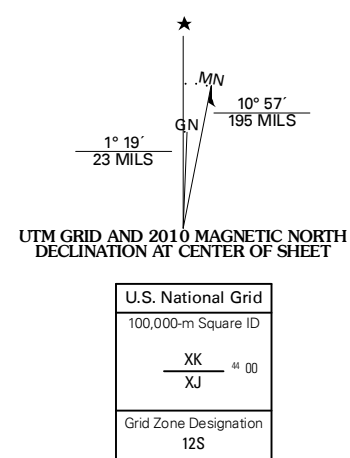 ★
MN
GN
10° 57´
195 MILS
1° 19´
23 MILS
UTM GRID AND 2010 MAGNETIC NORTH
DECLINATION AT CENTER OF SHEET
U.S. National Grid
100,000-m Square ID
XK
44 00
XJ
Grid Zone Designation
12S